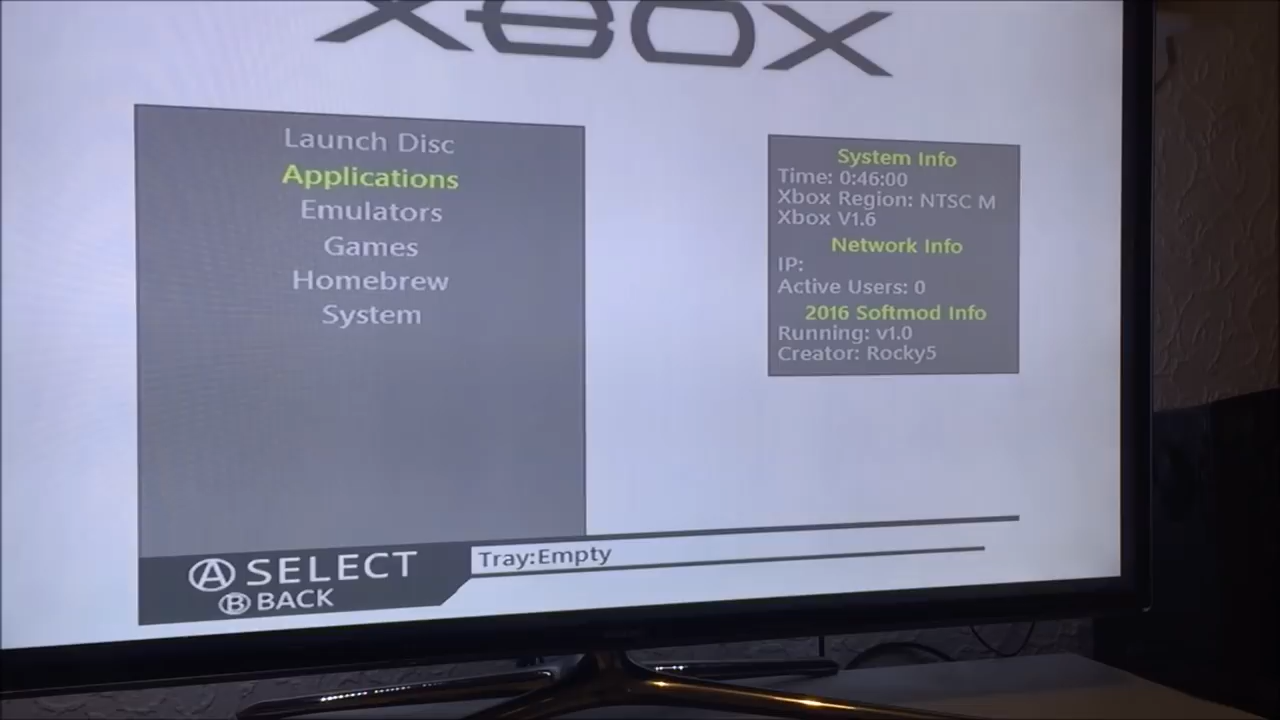 XBOX
Launch Disc
Applications
Emulators
Games
Homebrew
System
System Info
Time: 0:46:00
Xbox Region: NTSC M
Xbox V1.6
Network Info
IP:
Active Users: 0
2016 Softmod Info
Running: v1.0
Creator: Rocky5
A SELECT
B BACK
Tray:Empty